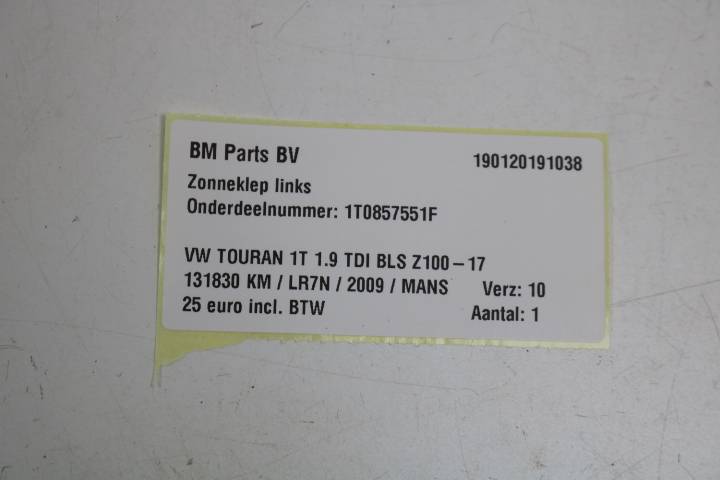 BM Parts BV 190120191038
Zonneklep links
Onderdeelnummer: 1T0857551F
VW TOURAN 1T 1.9 TDI BLS Z100-17
131830 KM / LR7N / 2009 / MANS Verz: 10
25 euro incl. BTW Aantal: 1